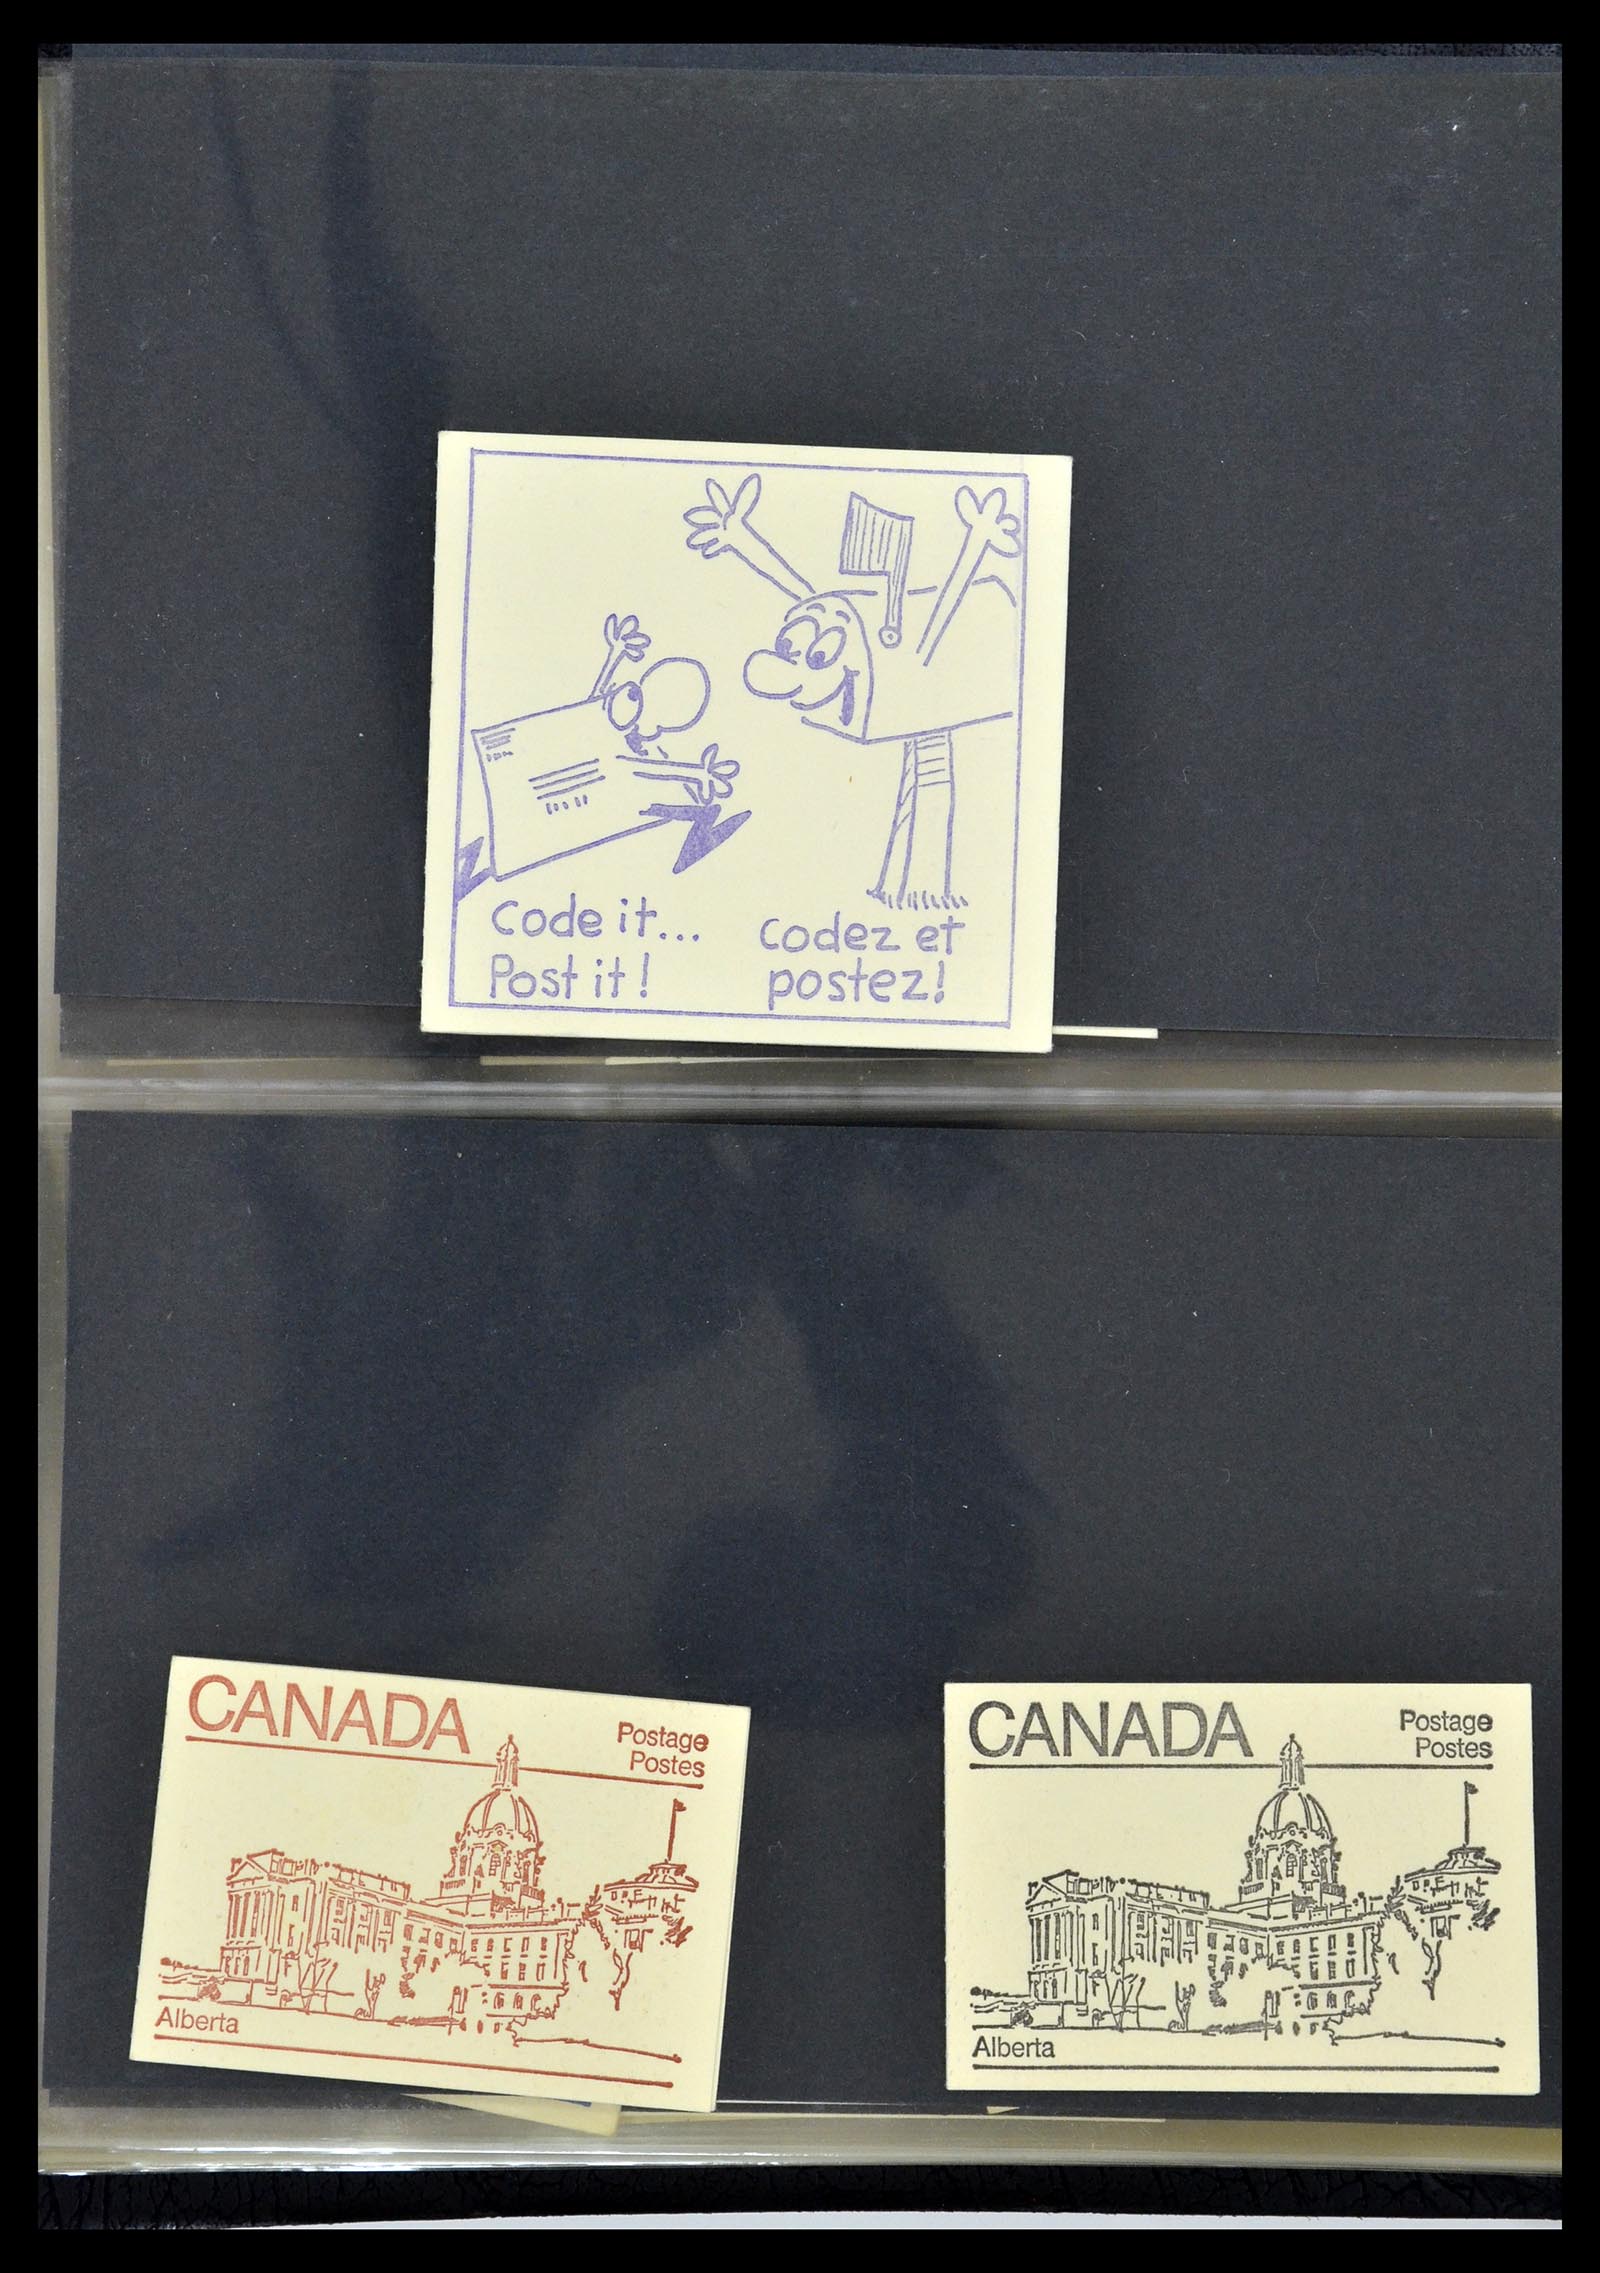 Code it...
Post it!
Codez et
postez!
CANADA
Postage
Postes
Alberta
CANADA
Postage
Postes
Alberta